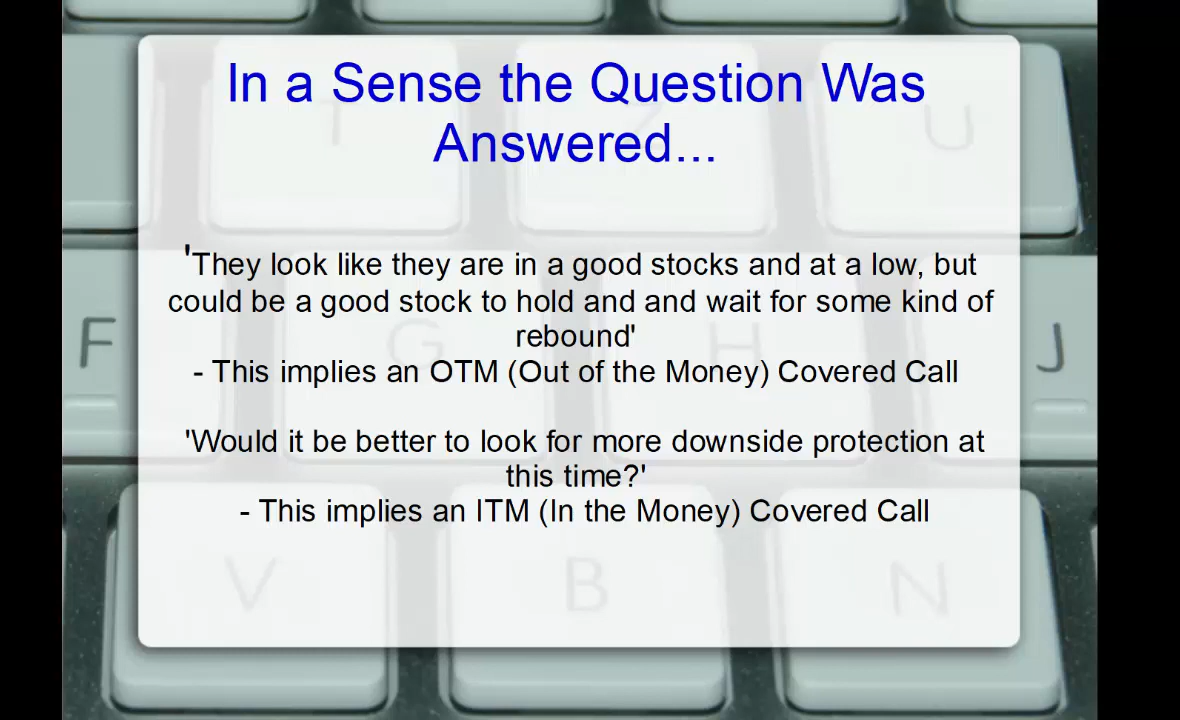 In a Sense the Question Was
Answered...
'They look like they are in a good stocks and at a low, but
could be a good stock to hold and and wait for some kind of
rebound'
- This implies an OTM (Out of the Money) Covered Call
'Would it be better to look for more downside protection at
this time?'
- This implies an ITM (In the Money) Covered Call
T Z U
F G H J
V B N